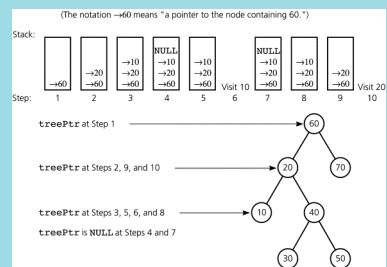 (The notation →60 means "a pointer to the node containing 60.")
Stack:
NULL NULL
→10 →10 →10 →10 →10
→20 →20 →20 →20 →20 →20 →20
→60 →60 →60 →60 →60 Visit 10 →60 →60 →60 Visit 20
Step: 1 2 3 4 5 6 7 8 9 10
treePtr at Step 1
60
treePtr at Steps 2, 9, and 10
20 70
treePtr at Steps 3, 5, 6, and 8
10 40
treePtr is NULL at Steps 4 and 7
30 50